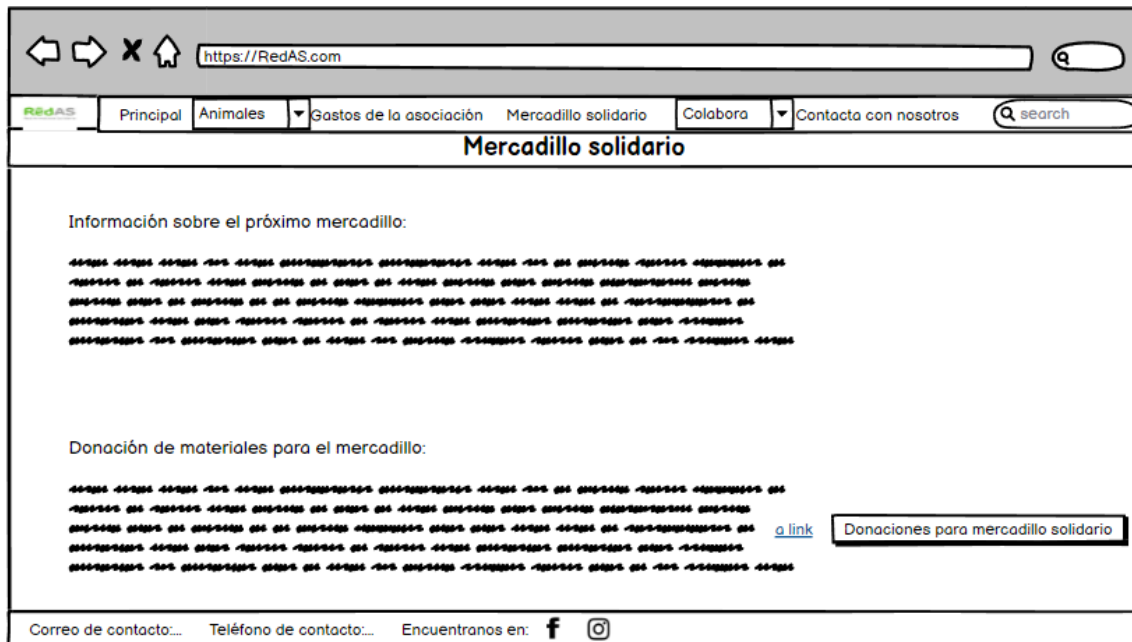 https://RedAS.com
RedAS Principal Animales Gastos de la asociación Mercadillo solidario Colabora Contacta con nosotros search
Mercadillo solidario
Información sobre el próximo mercadillo:
Donación de materiales para el mercadillo:
a link Donaciones para mercadillo solidario
Correo de contacto:... Teléfono de contacto:... Encuentranos en: